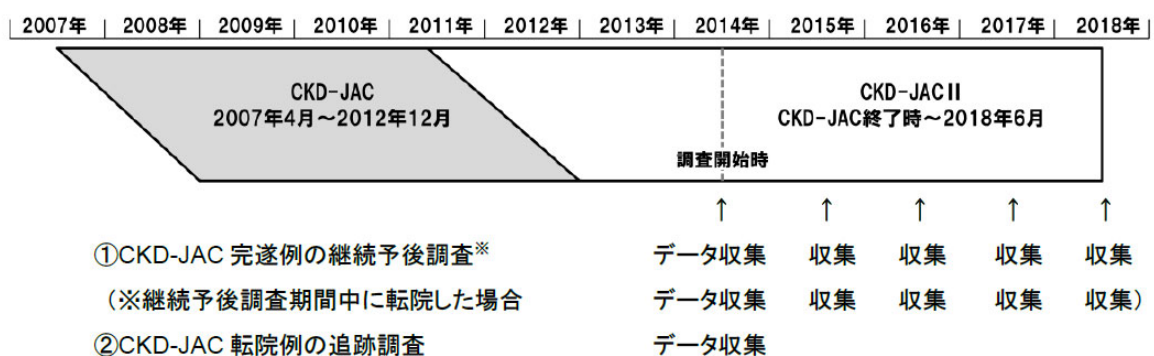 2007年 2008年 2009年 2010年 2011年 2012年 2013年 2014年 2015年 2016年 2017年 2018年
CKD-JAC
2007年4月～2012年12月
CKD-JACⅡ
CKD-JAC終了時～2018年6月
調査開始時
↑ ↑ ↑ ↑ ↑
①CKD-JAC 完遂例の継続予後調査※ データ収集 収集 収集 収集 収集
（※継続予後調査期間中に転院した場合 データ収集 収集 収集 収集 収集）
②CKD-JAC 転院例の追跡調査 データ収集